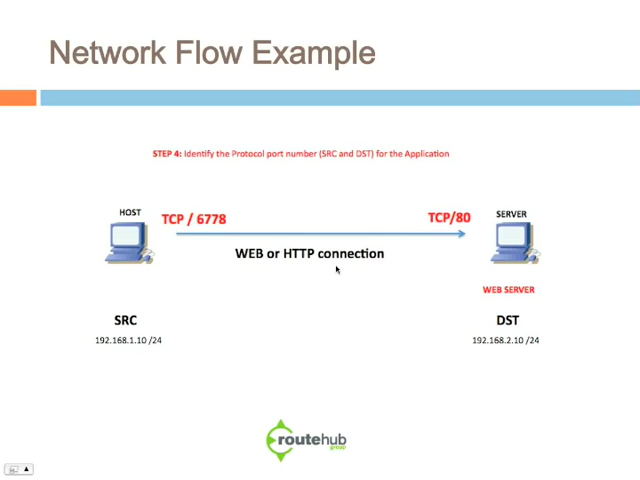 Network Flow Example
STEP 4: Identify the Protocol port number (SRC and DST) for the Application
HOST
TCP / 6778
TCP/80
SERVER
WEB or HTTP connection
WEB SERVER
SRC
DST
192.168.1.10 /24
192.168.2.10 /24
routehub
group